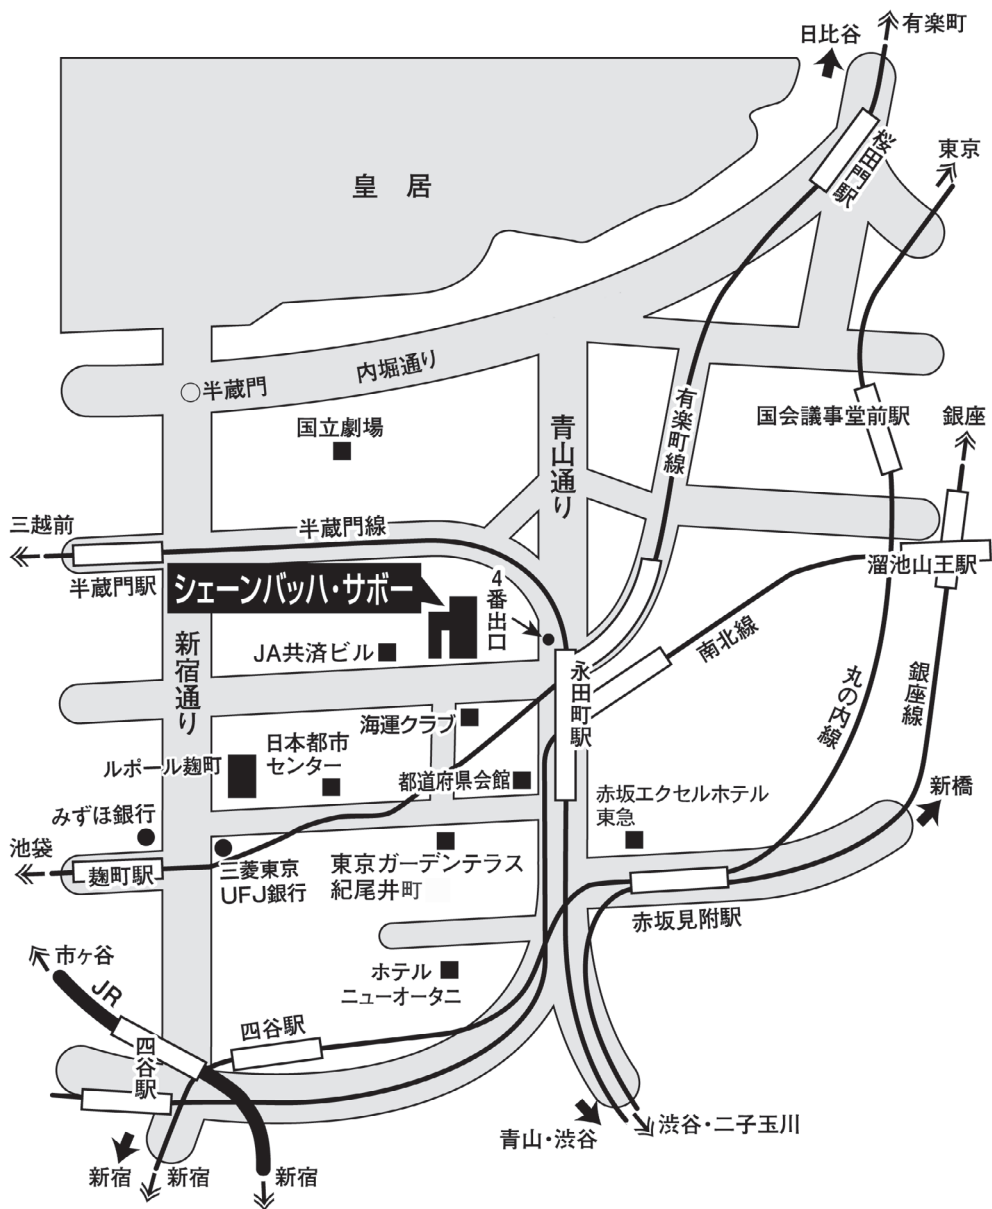 有楽町
日比谷
桜田門駅
東京
皇居
内堀通り
半蔵門
国立劇場
青山通り
有楽町線
国会議事堂前駅
銀座
三越前
半蔵門線
半蔵門駅
シェーンバッハ・サボー
4番出口
溜池山王駅
新宿通り
JA共済ビル
永田町駅
南北線
丸の内線
銀座線
海運クラブ
ルポール麹町
日本都市
センター
都道府県会館
赤坂エクセルホテル
東急
新橋
みずほ銀行
池袋
麹町駅
三菱東京
UFJ銀行
東京ガーデンテラス
紀尾井町
赤坂見附駅
市ヶ谷
JR
ホテル
ニューオータニ
四谷駅
四谷駅
青山・渋谷
渋谷・二子玉川
新宿
新宿
新宿